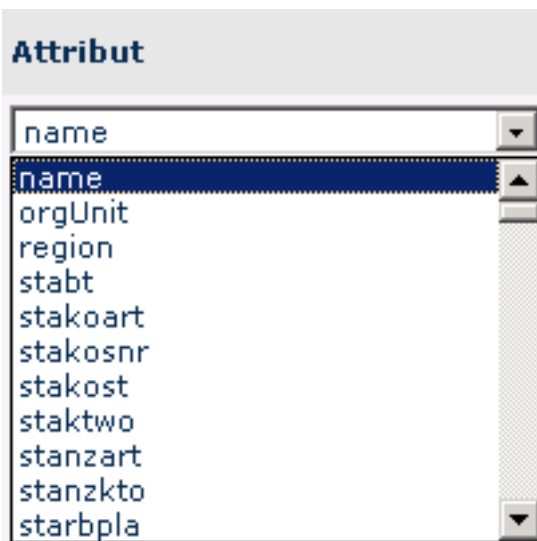 Attribut
name
name
orgUnit
region
stabt
stakoart
stakosnr
stakost
staktwo
stanzart
stanzkto
starbpla